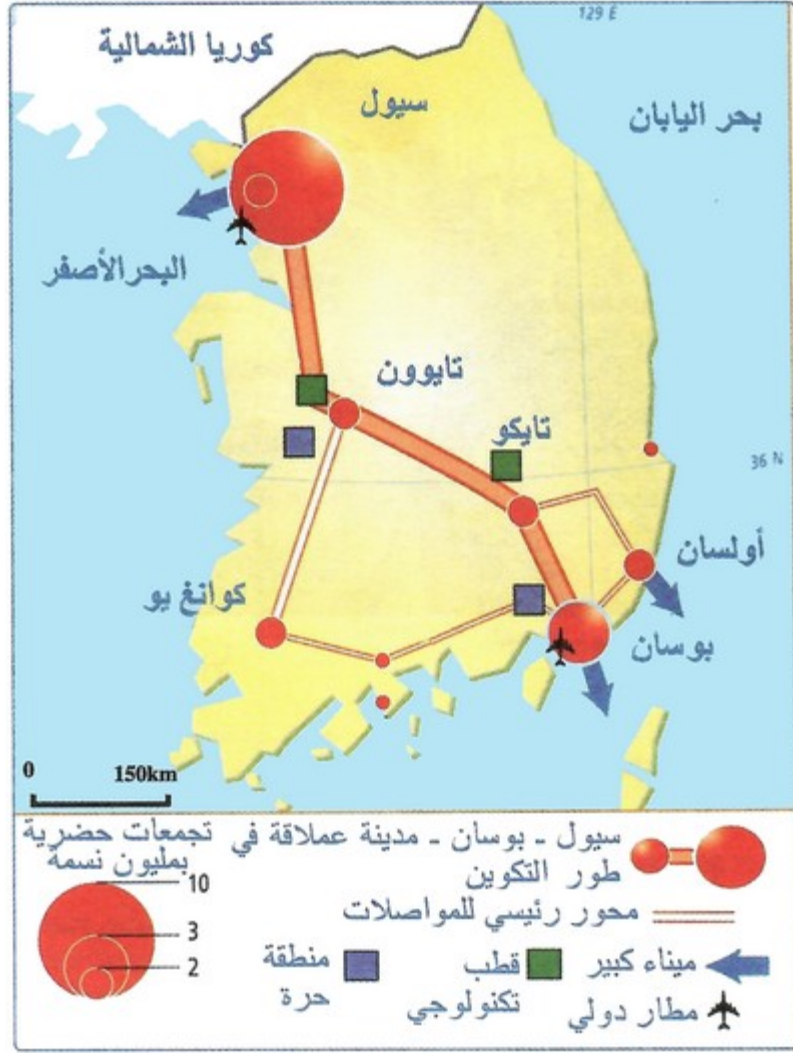 129 E
كوريا الشمالية
سيول
بحر اليابان
البحر الأصفر
تايوون
تايكو
36 N
أولسان
كوانغ يو
بوسان
0 150km
سيول - بوسان - مدينة عملاقة في
طور التكوين
محور رئيسي للمواصلات
ميناء كبير
قطب
تكنولوجي
منطقة
حرة
مطار دولي
تجمعات حضرية
بمليون نسمة
10
3
2